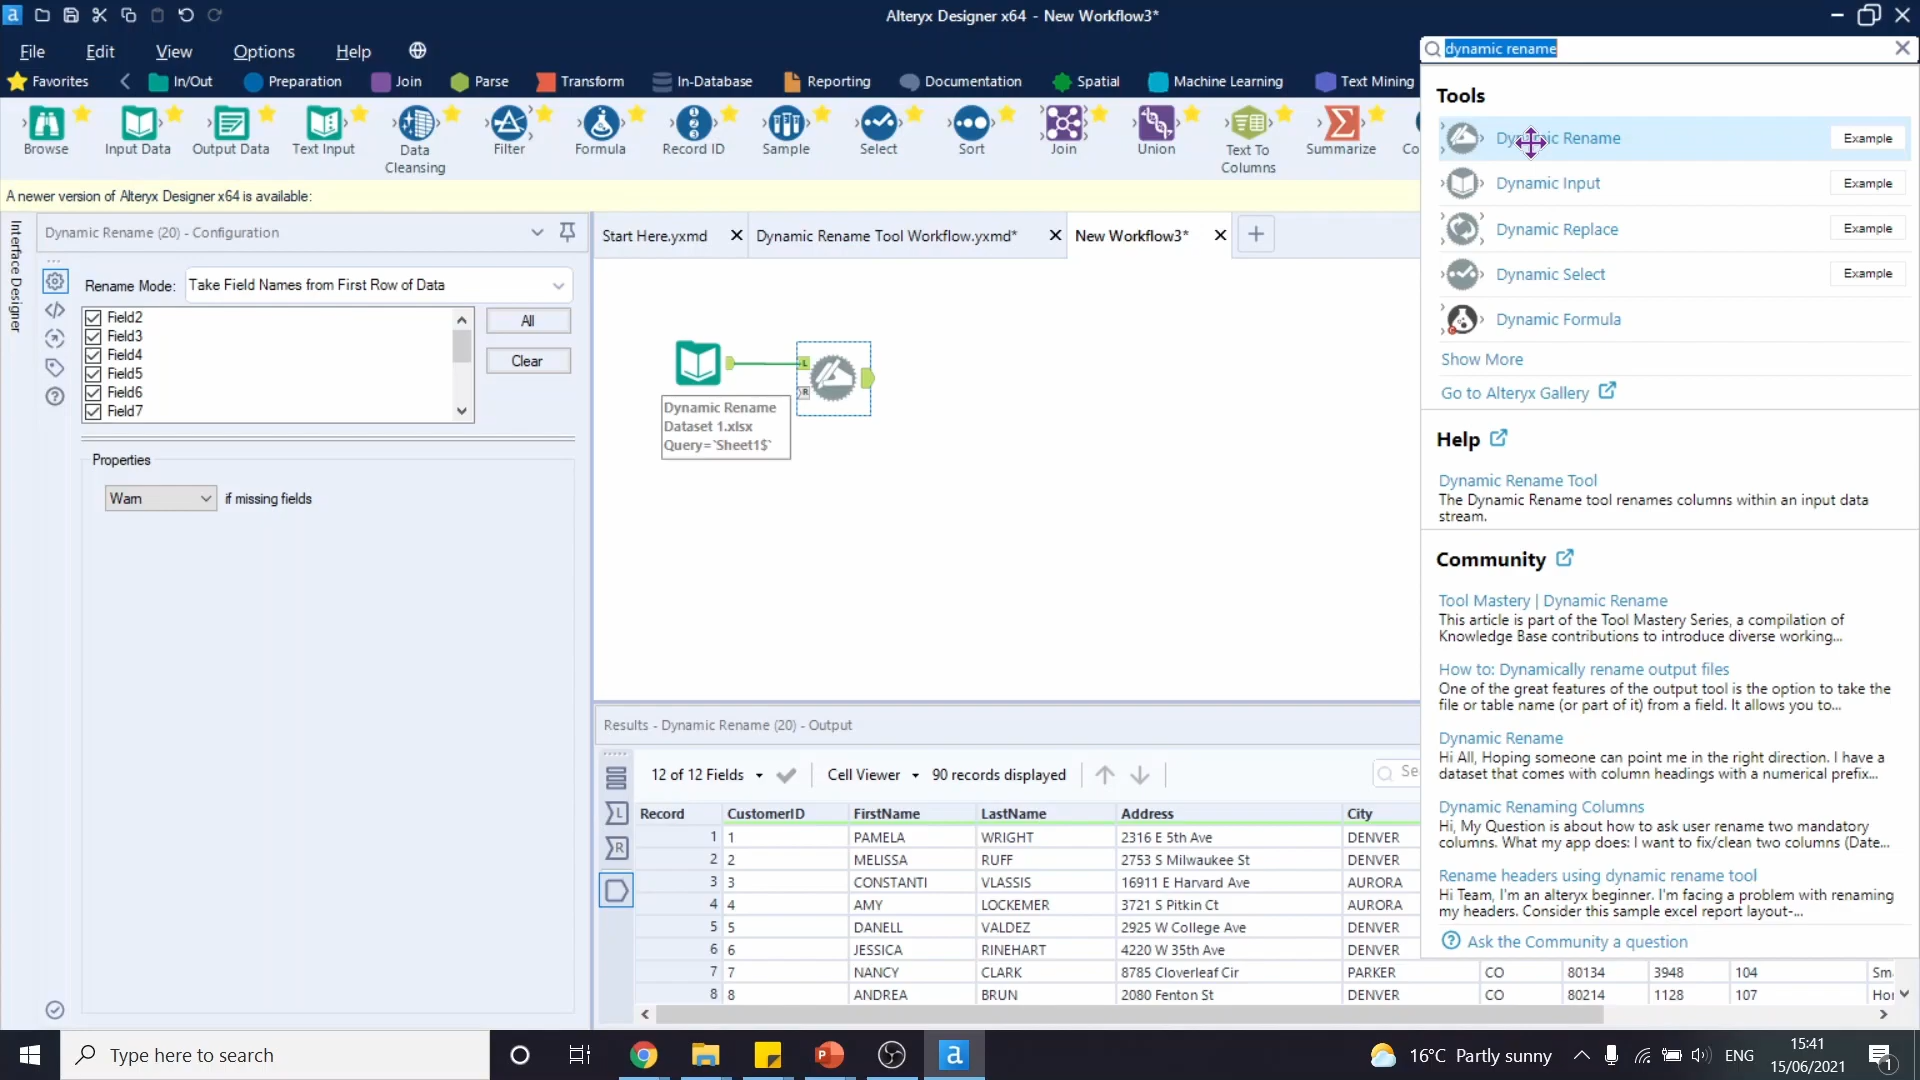 Alteryx Designer x64 - New Workflow3*
File Edit View Options Help
dynamic rename
Favorites In/Out Preparation Join Parse Transform In-Database Reporting Documentation Spatial Machine Learning Text Mining
Browse Input Data Output Data Text Input Data Cleansing Filter Formula Record ID Sample Select Sort Join Union Text To Columns Summarize Co
A newer version of Alteryx Designer x64 is available:
Interface Designer
Dynamic Rename (20) - Configuration
Rename Mode: Take Field Names from First Row of Data
Field2
Field3
Field4
Field5
Field6
Field7
All
Clear
Properties
Warn if missing fields
Start Here.yxmd Dynamic Rename Tool Workflow.yxmd* New Workflow3*
L
R
Dynamic Rename
Dataset 1.xlsx
Query=`Sheet1$`
Results - Dynamic Rename (20) - Output
12 of 12 Fields Cell Viewer 90 records displayed Se
Record CustomerID FirstName LastName Address City
1 1 PAMELA WRIGHT 2316 E 5th Ave DENVER
2 2 MELISSA RUFF 2753 S Milwaukee St DENVER
3 3 CONSTANTI VLASSIS 16911 E Harvard Ave AURORA
4 4 AMY LOCKEMER 3721 S Pitkin Ct AURORA
5 5 DANELL VALDEZ 2925 W College Ave DENVER
6 6 JESSICA RINEHART 4220 W 35th Ave DENVER
7 7 NANCY CLARK 8785 Cloverleaf Cir PARKER CO 80134 3948 104 Sm
8 8 ANDREA BRUN 2080 Fenton St DENVER CO 80214 1128 107 Hor
Tools
Dynamic Rename Example
Dynamic Input Example
Dynamic Replace Example
Dynamic Select Example
Dynamic Formula
Show More
Go to Alteryx Gallery
Help
Dynamic Rename Tool
The Dynamic Rename tool renames columns within an input data
stream.
Community
Tool Mastery | Dynamic Rename
This article is part of the Tool Mastery Series, a compilation of
Knowledge Base contributions to introduce diverse working...
How to: Dynamically rename output files
One of the great features of the output tool is the option to take the
file or table name (or part of it) from a field. It allows you to...
Dynamic Rename
Hi All, Hoping someone can point me in the right direction. I have a
dataset that comes with column headings with a numerical prefix...
Dynamic Renaming Columns
Hi, My Question is about how to ask user rename two mandatory
columns. What my app does: I want to fix/clean two columns (Date...
Rename headers using dynamic rename tool
Hi Team, I'm an alteryx beginner. I'm facing a problem with renaming
my headers. Consider this sample excel report layout-...
Ask the Community a question
Type here to search
16°C Partly sunny
ENG
15:41
15/06/2021
1